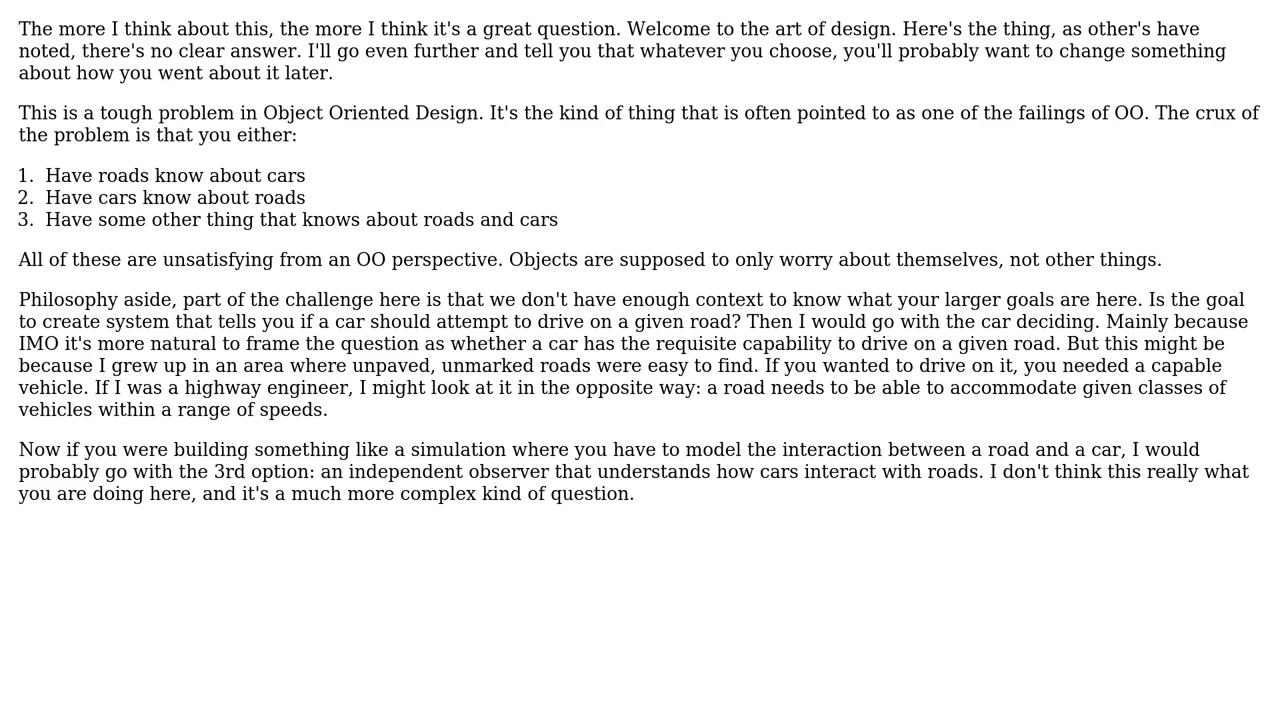 The more I think about this, the more I think it's a great question. Welcome to the art of design. Here's the thing, as other's have
noted, there's no clear answer. I'll go even further and tell you that whatever you choose, you'll probably want to change something
about how you went about it later.
This is a tough problem in Object Oriented Design. It's the kind of thing that is often pointed to as one of the failings of OO. The crux of
the problem is that you either:
1. Have roads know about cars
2. Have cars know about roads
3. Have some other thing that knows about roads and cars
All of these are unsatisfying from an OO perspective. Objects are supposed to only worry about themselves, not other things.
Philosophy aside, part of the challenge here is that we don't have enough context to know what your larger goals are here. Is the goal
to create system that tells you if a car should attempt to drive on a given road? Then I would go with the car deciding. Mainly because
IMO it's more natural to frame the question as whether a car has the requisite capability to drive on a given road. But this might be
because I grew up in an area where unpaved, unmarked roads were easy to find. If you wanted to drive on it, you needed a capable
vehicle. If I was a highway engineer, I might look at it in the opposite way: a road needs to be able to accommodate given classes of
vehicles within a range of speeds.
Now if you were building something like a simulation where you have to model the interaction between a road and a car, I would
probably go with the 3rd option: an independent observer that understands how cars interact with roads. I don't think this really what
you are doing here, and it's a much more complex kind of question.